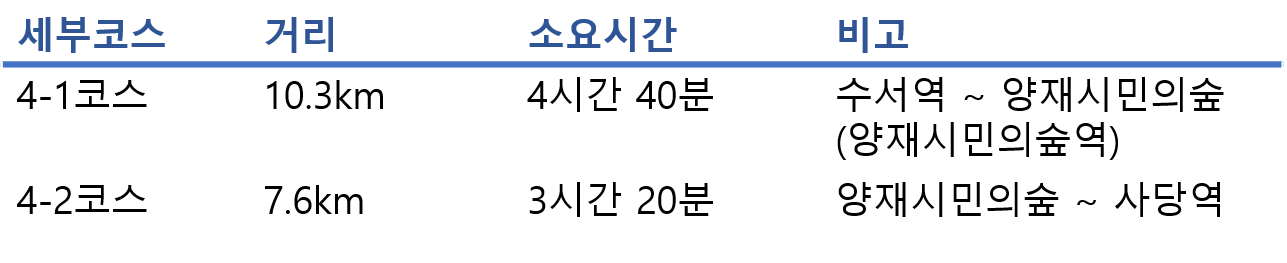 세부코스 거리 소요시간 비고
4-1코스 10.3km 4시간 40분 수서역 ~ 양재시민의숲
(양재시민의숲역)
4-2코스 7.6km 3시간 20분 양재시민의숲 ~ 사당역